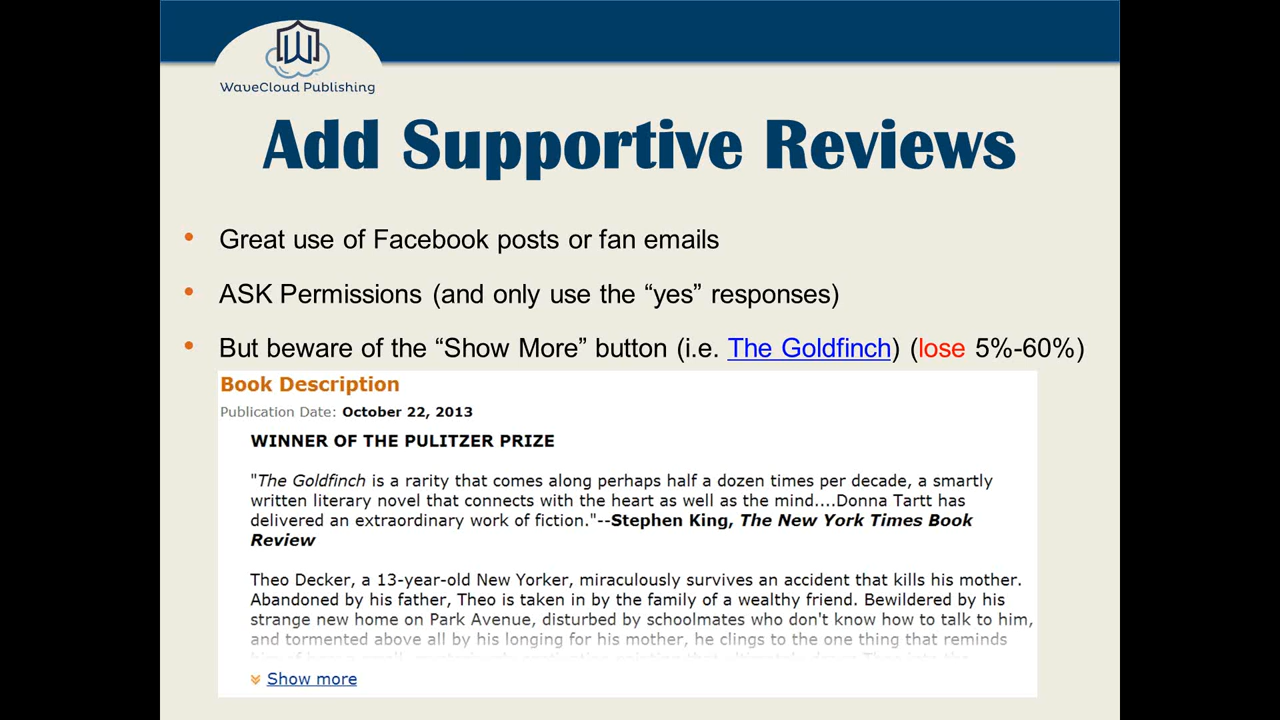 WaveCloud Publishing
Add Supportive Reviews
• Great use of Facebook posts or fan emails
• ASK Permissions (and only use the “yes” responses)
• But beware of the “Show More” button (i.e. The Goldfinch) (lose 5%-60%)
Book Description
Publication Date: October 22, 2013
WINNER OF THE PULITZER PRIZE
"The Goldfinch is a rarity that comes along perhaps half a dozen times per decade, a smartly
written literary novel that connects with the heart as well as the mind....Donna Tartt has
delivered an extraordinary work of fiction."--Stephen King, The New York Times Book
Review
Theo Decker, a 13-year-old New Yorker, miraculously survives an accident that kills his mother.
Abandoned by his father, Theo is taken in by the family of a wealthy friend. Bewildered by his
strange new home on Park Avenue, disturbed by schoolmates who don't know how to talk to him,
and tormented above all by his longing for his mother, he clings to the one thing that reminds
Show more